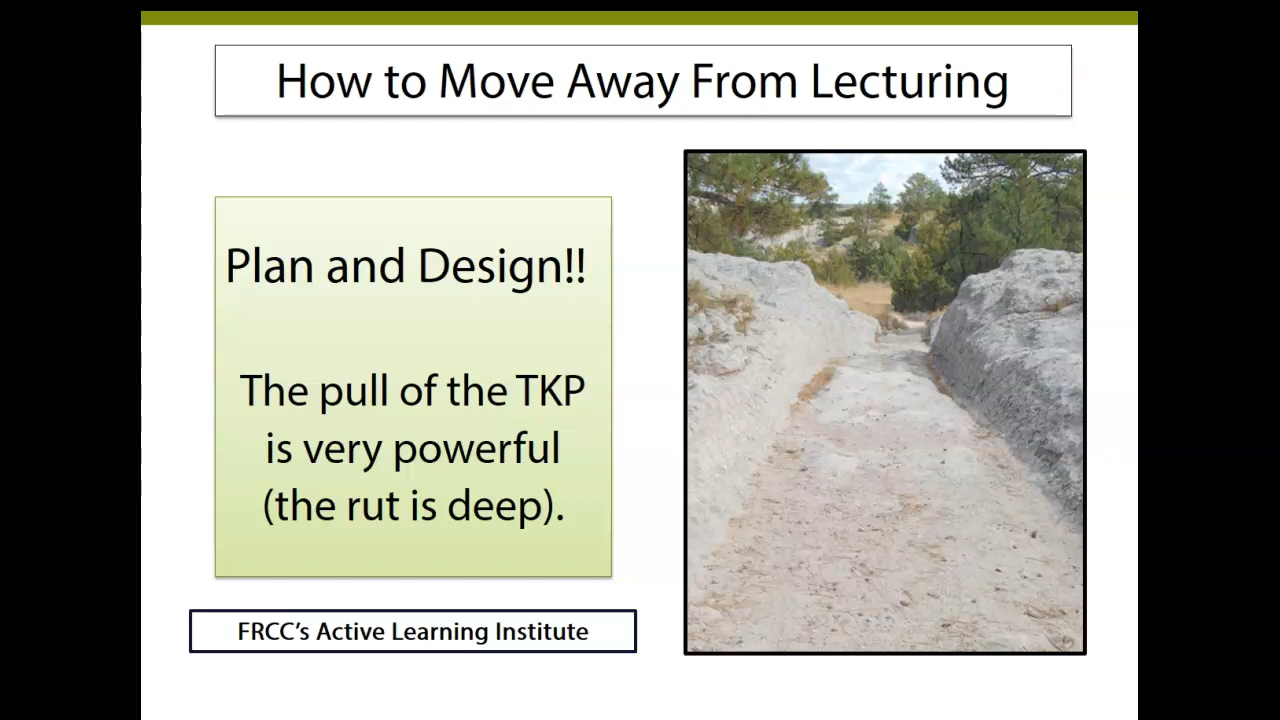 How to Move Away From Lecturing
Plan and Design!!
The pull of the TKP
is very powerful
(the rut is deep).
FRCC's Active Learning Institute